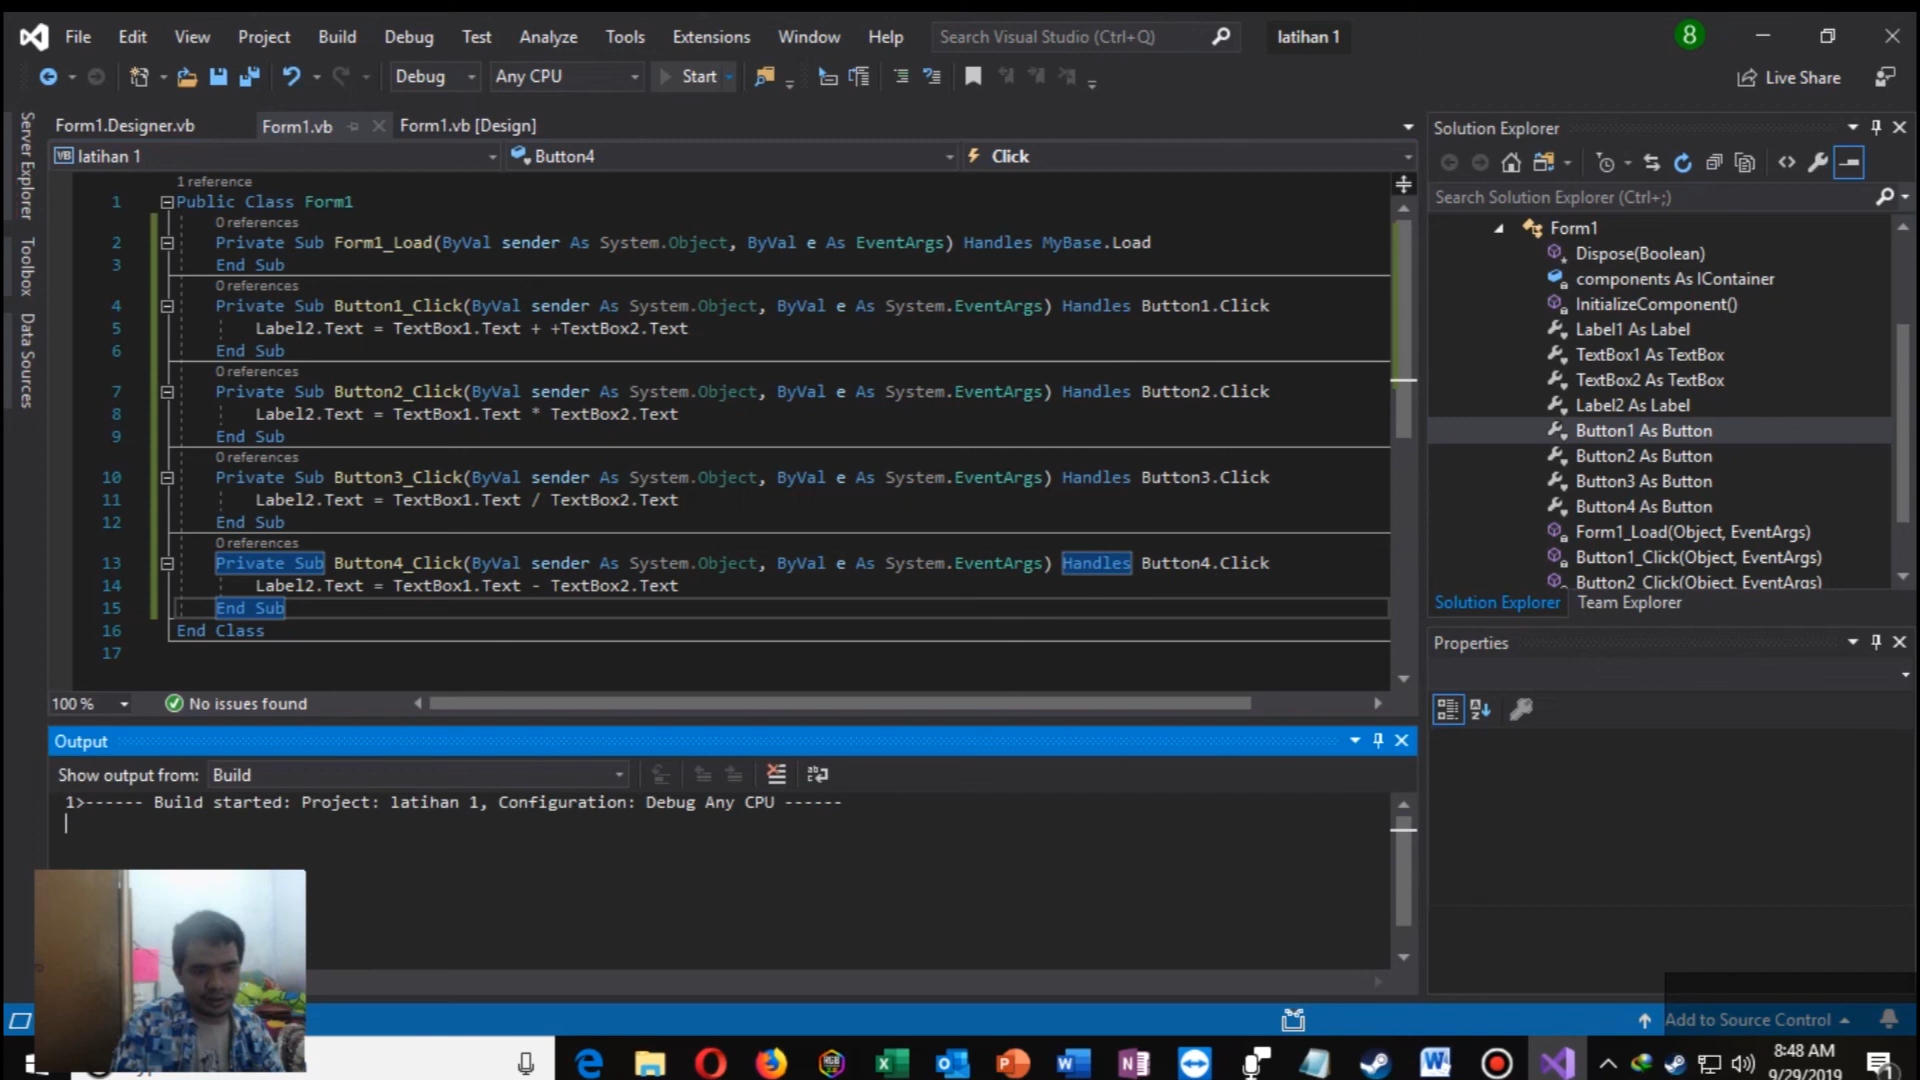 File Edit View Project Build Debug Test Analyze Tools Extensions Window Help Search Visual Studio (Ctrl+Q) latihan 1 8
Debug Any CPU Start Live Share
Form1.Designer.vb Form1.vb Form1.vb [Design]
VB latihan 1 Button4 Click
Server Explorer
Toolbox
Data Sources
1 reference
1 Public Class Form1
0 references
2 Private Sub Form1_Load(ByVal sender As System.Object, ByVal e As EventArgs) Handles MyBase.Load
3 End Sub
0 references
4 Private Sub Button1_Click(ByVal sender As System.Object, ByVal e As System.EventArgs) Handles Button1.Click
5 Label2.Text = TextBox1.Text + +TextBox2.Text
6 End Sub
0 references
7 Private Sub Button2_Click(ByVal sender As System.Object, ByVal e As System.EventArgs) Handles Button2.Click
8 Label2.Text = TextBox1.Text * TextBox2.Text
9 End Sub
0 references
10 Private Sub Button3_Click(ByVal sender As System.Object, ByVal e As System.EventArgs) Handles Button3.Click
11 Label2.Text = TextBox1.Text / TextBox2.Text
12 End Sub
0 references
13 Private Sub Button4_Click(ByVal sender As System.Object, ByVal e As System.EventArgs) Handles Button4.Click
14 Label2.Text = TextBox1.Text - TextBox2.Text
15 End Sub
16 End Class
17
100 % No issues found
Output
Show output from: Build
1>------ Build started: Project: latihan 1, Configuration: Debug Any CPU ------
Solution Explorer
Search Solution Explorer (Ctrl+;)
Form1
Dispose(Boolean)
components As IContainer
InitializeComponent()
Label1 As Label
TextBox1 As TextBox
TextBox2 As TextBox
Label2 As Label
Button1 As Button
Button2 As Button
Button3 As Button
Button4 As Button
Form1_Load(Object, EventArgs)
Button1_Click(Object, EventArgs)
Button2_Click(Object, EventArgs)
Solution Explorer Team Explorer
Properties
Add to Source Control
8:48 AM
9/29/2019